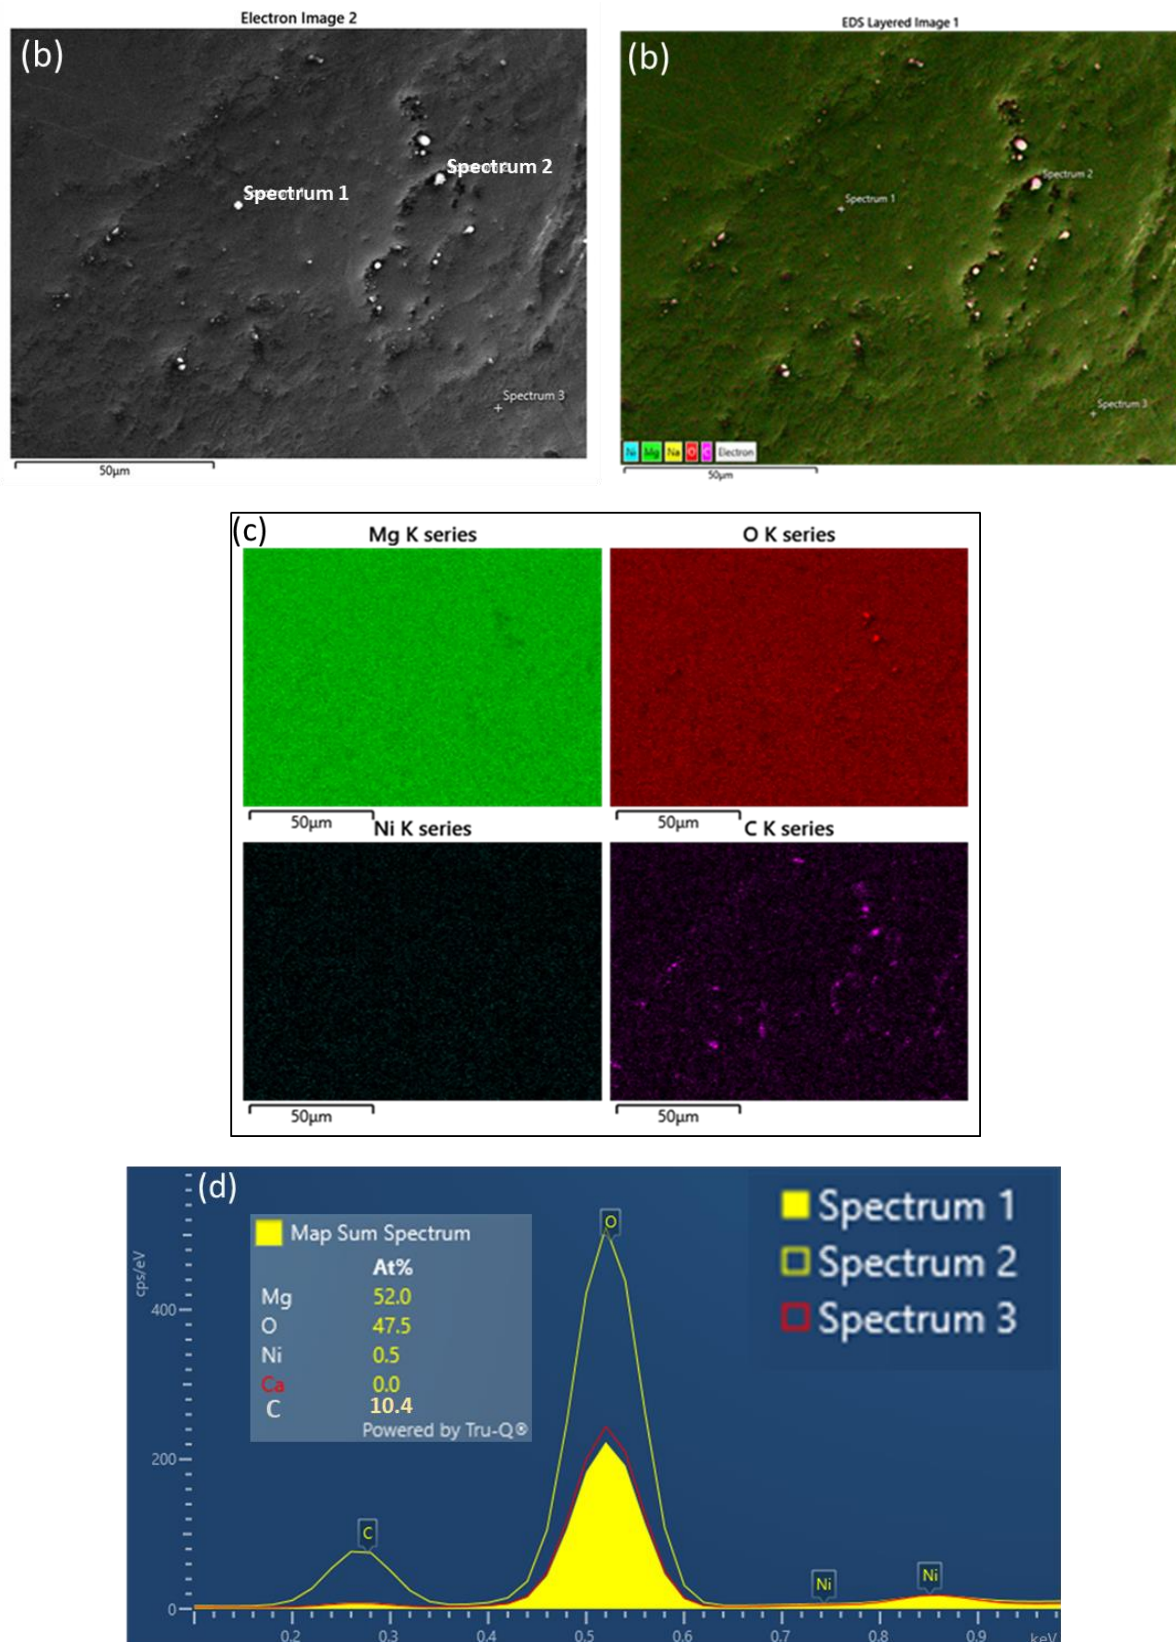 Electron Image 2
(b)
Spectrum 2
Spectrum 1
Spectrum 3
50µm
EDS Layered Image 1
(b)
Spectrum 2
Spectrum 1
Spectrum 3
Ni Mg Na O C Electron
50µm
(c)
Mg K series
O K series
50µm
50µm
Ni K series
C K series
50µm
50µm
(d)
Map Sum Spectrum
At%
Mg 52.0
O 47.5
Ni 0.5
Ca 0.0
C 10.4
Powered by Tru-Q®
Spectrum 1
Spectrum 2
Spectrum 3
cps/eV
400
200
0
O
C
Ni
Ni
0.2 0.3 0.4 0.5 0.6 0.7 0.8 0.9 keV